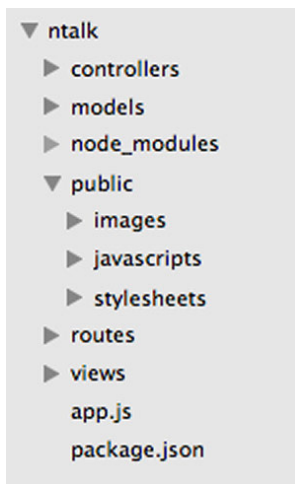 ntalk
controllers
models
node_modules
public
images
javascripts
stylesheets
routes
views
app.js
package.json